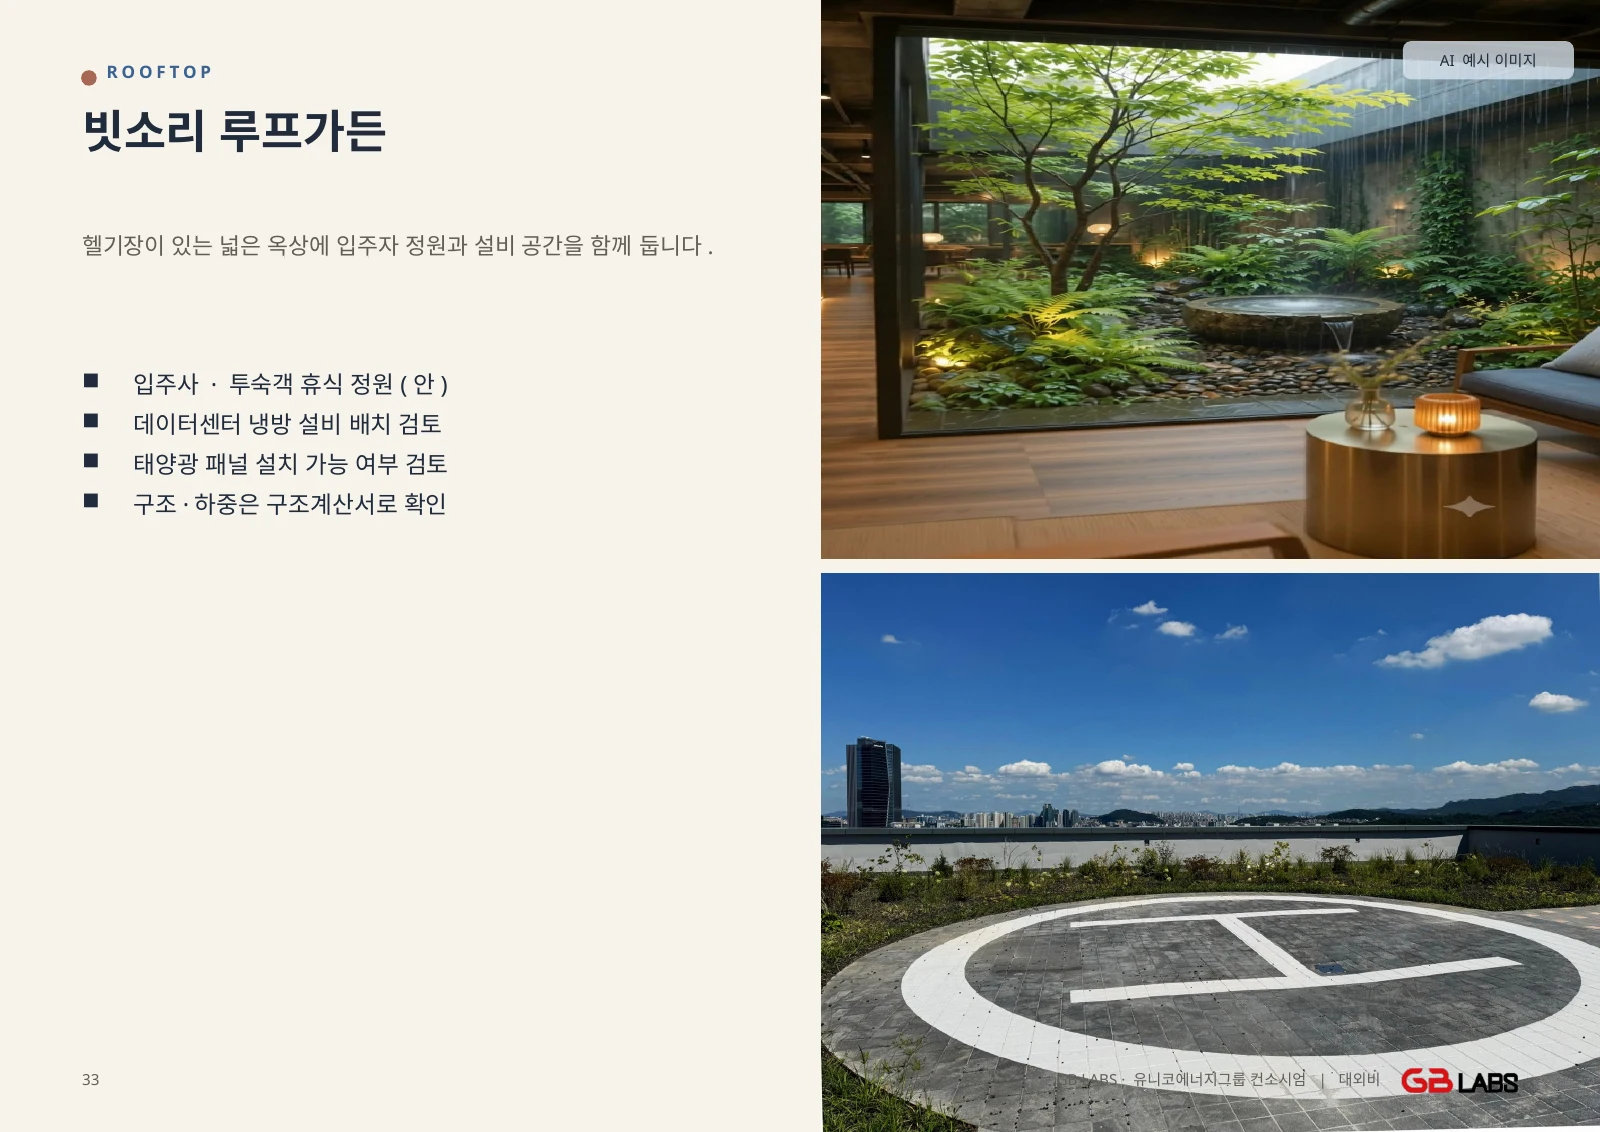 ROOFTOP
빗소리 루프가든
헬기장이 있는 넓은 옥상에 입주자 정원과 설비 공간을 함께 둡니다 .
■ 입주사 · 투숙객 휴식 정원 ( 안 )
■ 데이터센터 냉방 설비 배치 검토
■ 태양광 패널 설치 가능 여부 검토
■ 구조 · 하중은 구조계산서로 확인
AI 예시 이미지
H
33
GB LABS · 유니코에너지그룹 컨소시엄 | 대외비
GB LABS